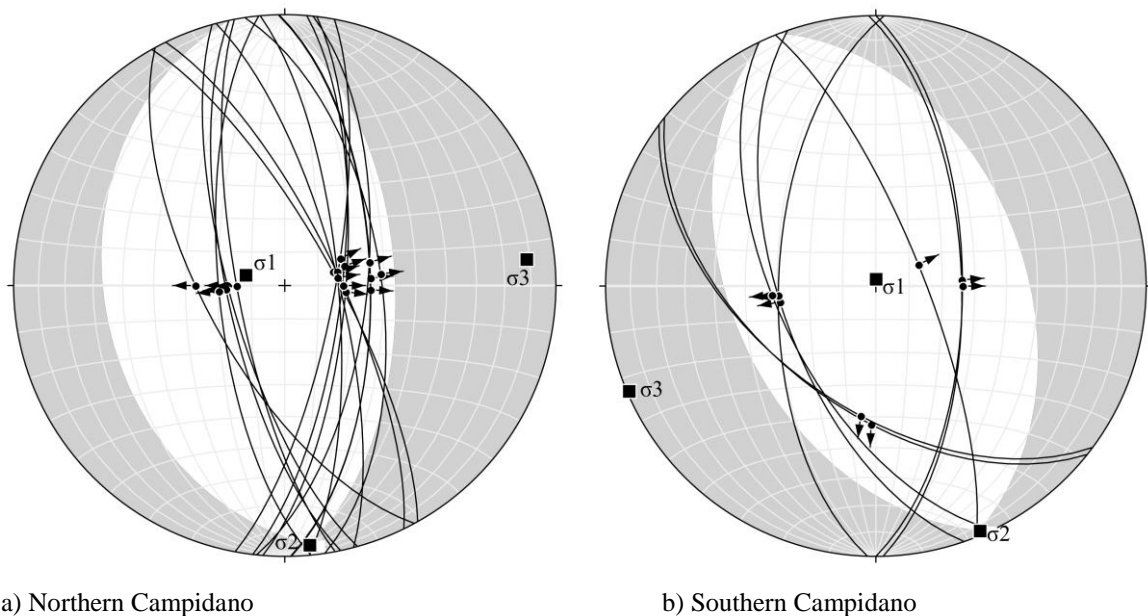 σ1
σ3
σ2
σ1
σ3
σ2
a) Northern Campidano
b) Southern Campidano